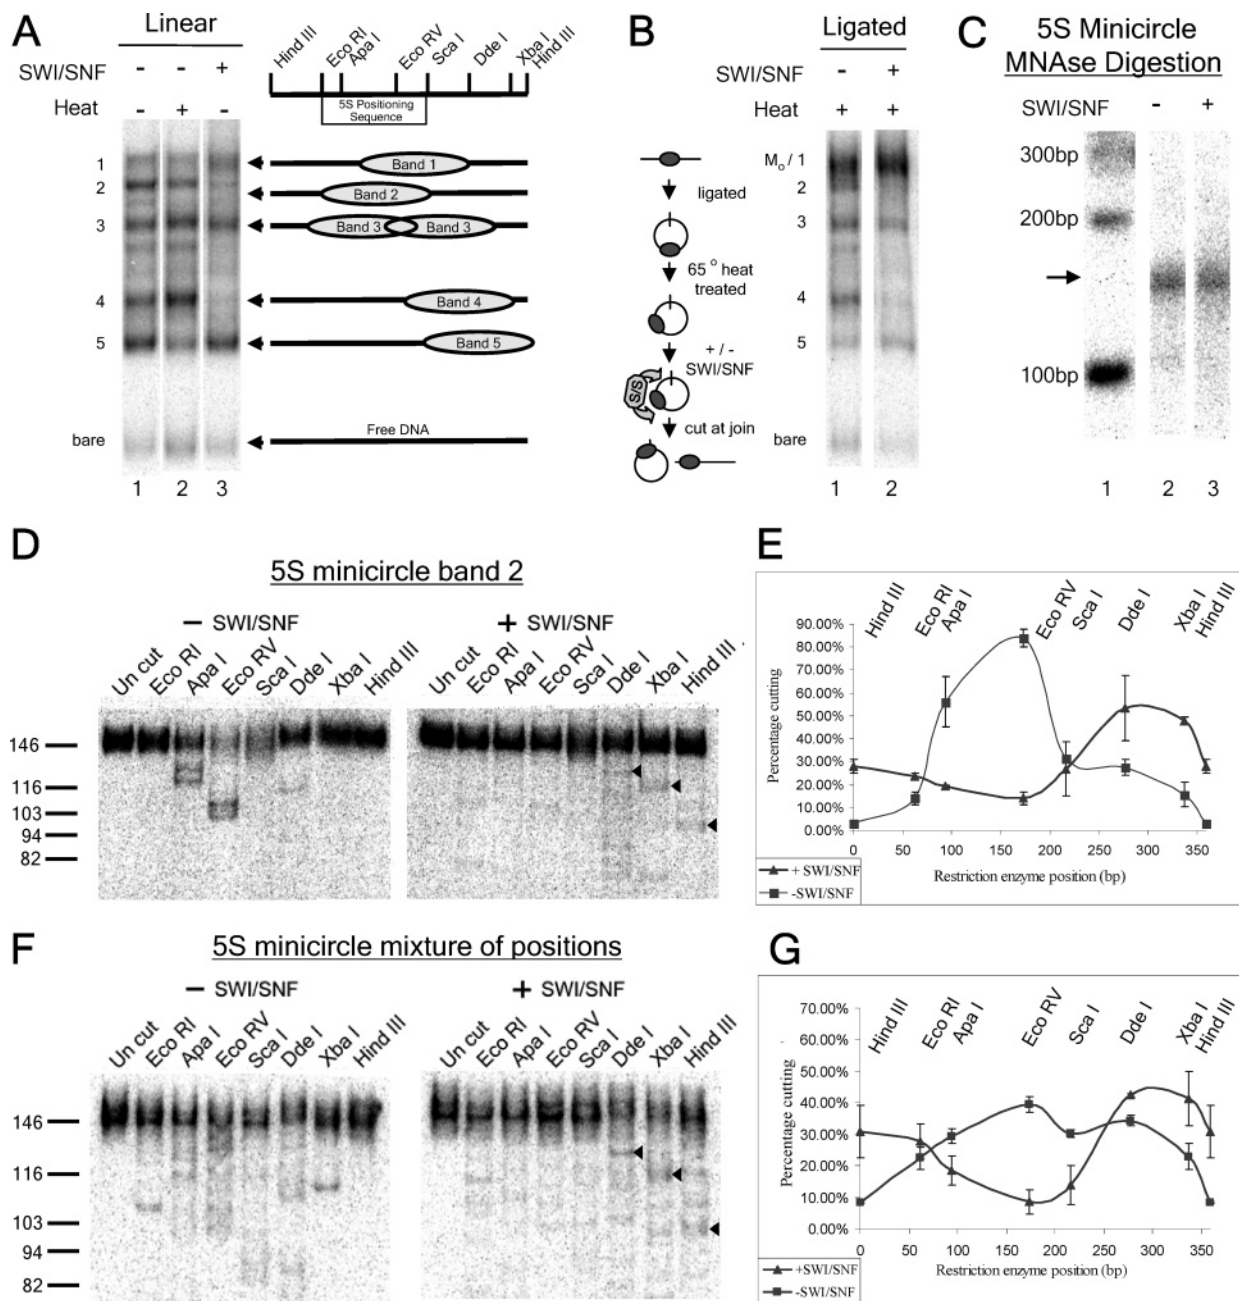 A
Linear
SWI/SNF - - +
Heat - + -
1
2
3
4
5
bare
1 2 3
Hind III
Eco RI
Apa I
Eco RV
Sca I
Dde I
Xba I
Hind III
5S Positioning
Sequence
Band 1
Band 2
Band 3 Band 3
Band 4
Band 5
Free DNA
B
Ligated
SWI/SNF - +
Heat + +
Mo / 1
2
3
4
5
bare
1 2
ligated
65 ° heat
treated
+ / -
SWI/SNF
S/S
cut at join
C
5S Minicircle
MNAse Digestion
SWI/SNF - +
300bp
200bp
100bp
1 2 3
D
5S minicircle band 2
– SWI/SNF
+ SWI/SNF
Un cut Eco RI Apa I Eco RV Sca I Dde I Xba I Hind III
Un cut Eco RI Apa I Eco RV Sca I Dde I Xba I Hind III
146
116
103
94
82
E
Hind III Eco RI Apa I Eco RV Sca I Dde I Xba I Hind III
Percentage cutting
90.00%
80.00%
70.00%
60.00%
50.00%
40.00%
30.00%
20.00%
10.00%
0.00%
0 50 100 150 200 250 300 350
Restriction enzyme position (bp)
+ SWI/SNF
-SWI/SNF
F
5S minicircle mixture of positions
– SWI/SNF
+ SWI/SNF
Un cut Eco RI Apa I Eco RV Sca I Dde I Xba I Hind III
Un cut Eco RI Apa I Eco RV Sca I Dde I Xba I Hind III
146
116
103
94
82
G
Hind III Eco RI Apa I Eco RV Sca I Dde I Xba I Hind III
Percentage cutting
70.00%
60.00%
50.00%
40.00%
30.00%
20.00%
10.00%
0.00%
0 50 100 150 200 250 300 350
Restriction enzyme position (bp)
+SWI/SNF
-SWI/SNF